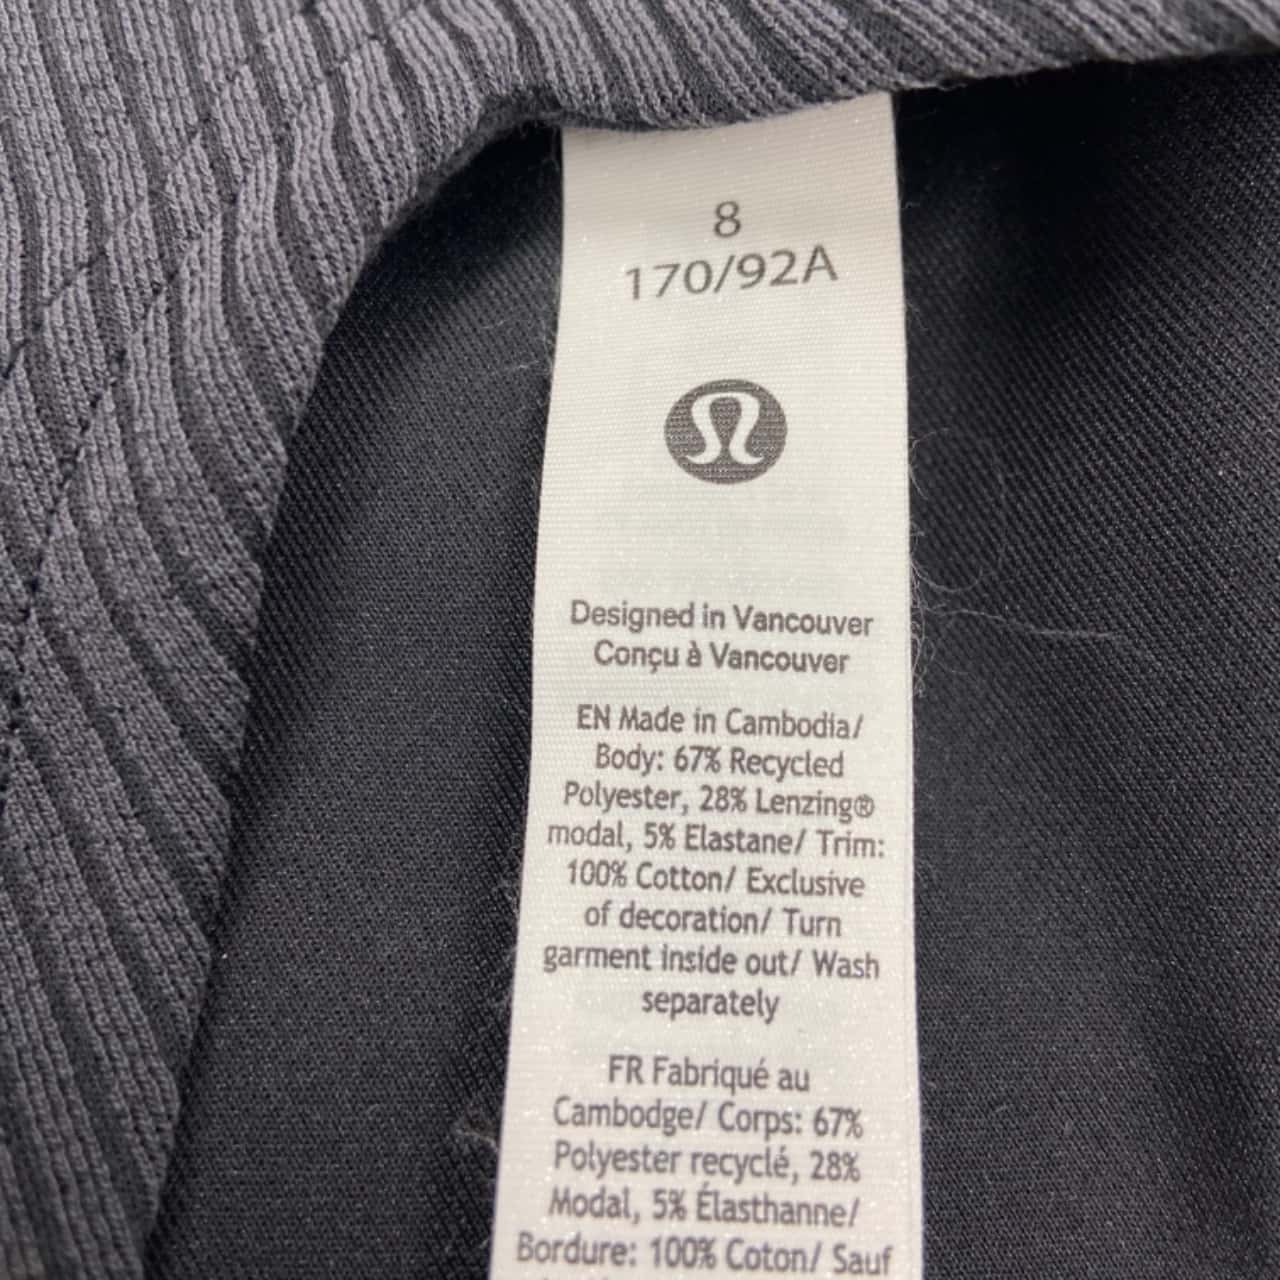 8
170/92A
Designed in Vancouver
Conçu à Vancouver
EN Made in Cambodia/
Body: 67% Recycled
Polyester, 28% Lenzing®
modal, 5% Elastane/ Trim:
100% Cotton/ Exclusive
of decoration/ Turn
garment inside out/ Wash
separately
FR Fabriqué au
Cambodge/ Corps: 67%
Polyester recyclé, 28%
Modal, 5% Élasthanne/
Bordure: 100% Coton/ Sauf